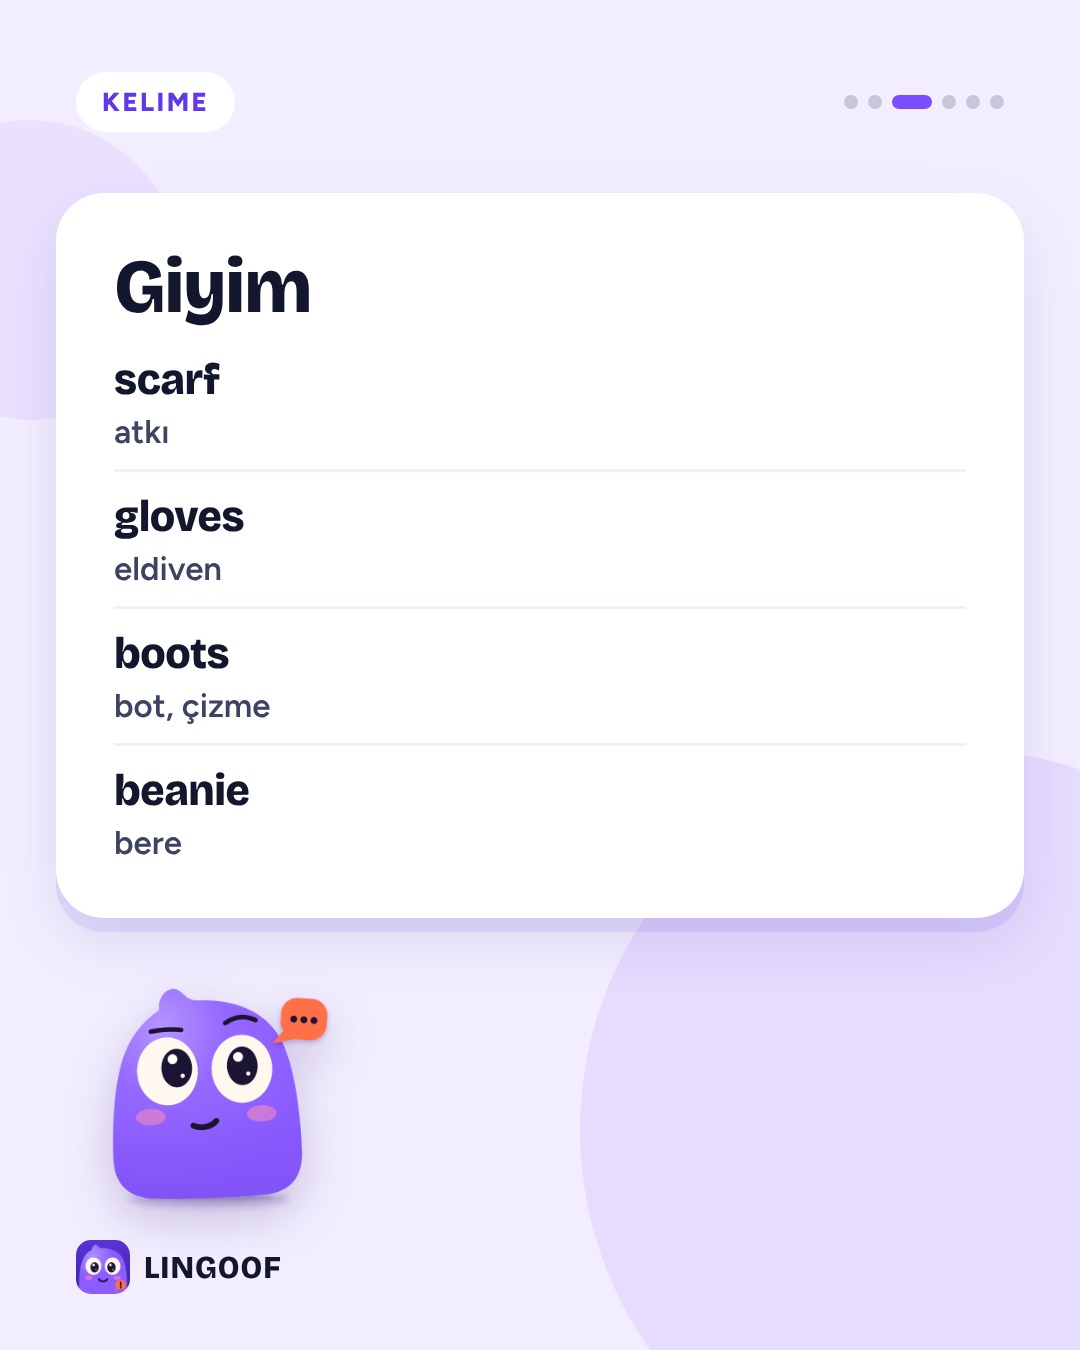 KELIME
Giyim
scarf
atkı
gloves
eldiven
boots
bot, çizme
beanie
bere
LINGOOF